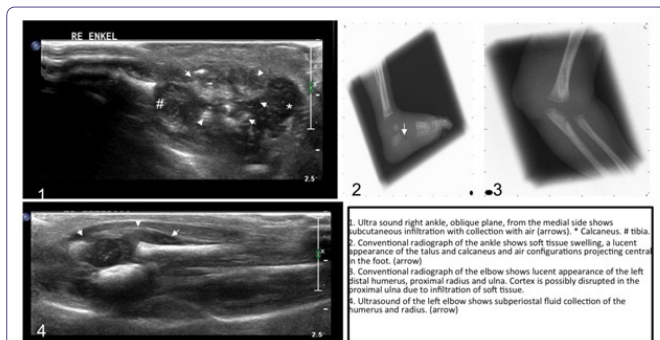 RE ENKEL
#
*
2.5
1
2
3
4
2.5
1. Ultra sound right ankle, oblique plane, from the medial side shows
subcutaneous infiltration with collection with air (arrows). * Calcaneus. # tibia.
2. Conventional radiograph of the ankle shows soft tissue swelling, a lucent
appearance of the talus and calcaneus and air configurations projecting central
in the foot. (arrow)
3. Conventional radiograph of the elbow shows lucent appearance of the left
distal humerus, proximal radius and ulna. Cortex is possibly disrupted in the
proximal ulna due to infiltration of soft tissue.
4. Ultrasound of the left elbow shows subperiostal fluid collection of the
humerus and radius. (arrow)